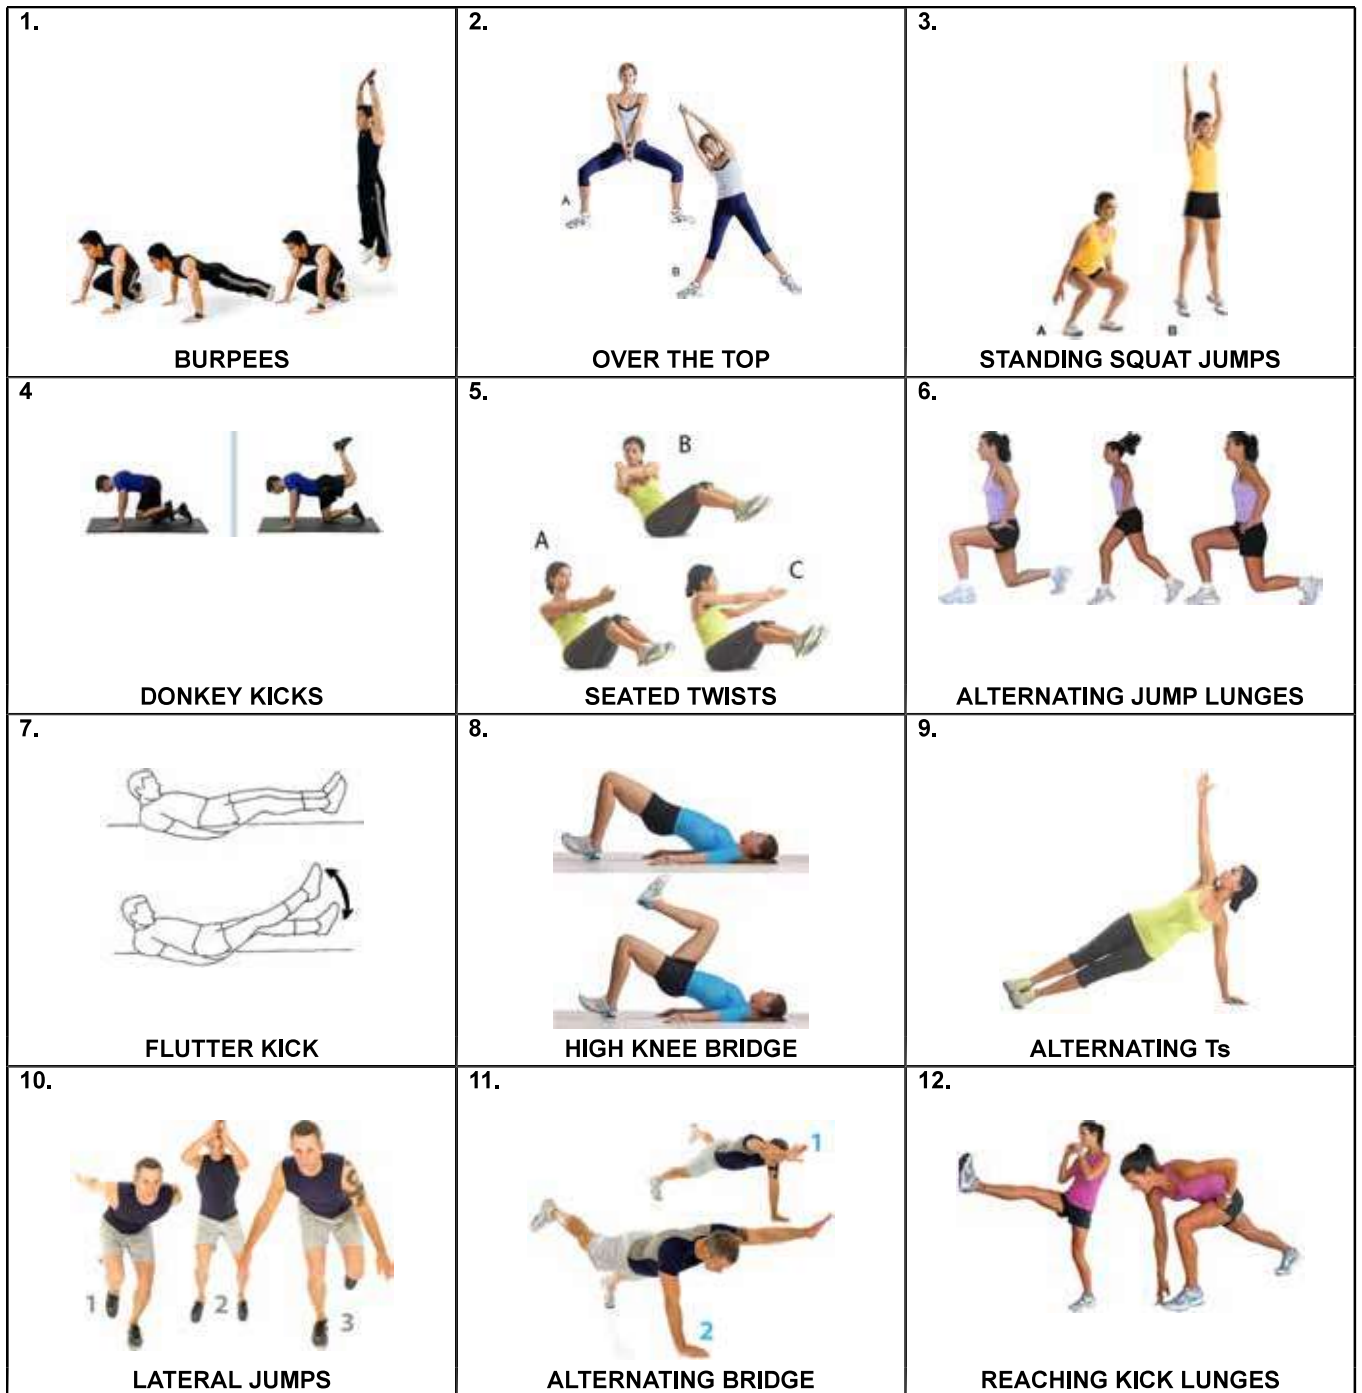 1.
2.
3.
A
B
A
B
BURPEES
OVER THE TOP
STANDING SQUAT JUMPS
4
5.
6.
B
A
C
DONKEY KICKS
SEATED TWISTS
ALTERNATING JUMP LUNGES
7.
8.
9.
FLUTTER KICK
HIGH KNEE BRIDGE
ALTERNATING Ts
10.
11.
12.
1
2
3
1
2
LATERAL JUMPS
ALTERNATING BRIDGE
REACHING KICK LUNGES